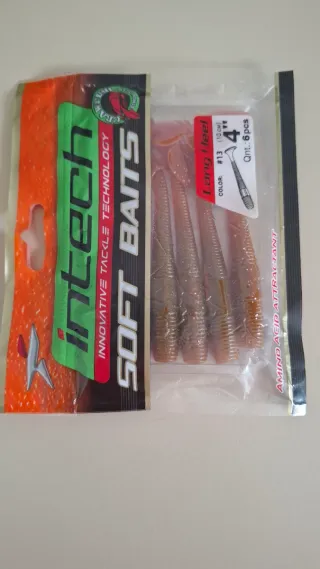 intech
INNOVATIVE TACKLE TECHNOLOGY
SOFT BAITS
Long Heel
COLOR: #13
4"
Qnt.: 6pcs
AMINO ACID ATTRACTANT